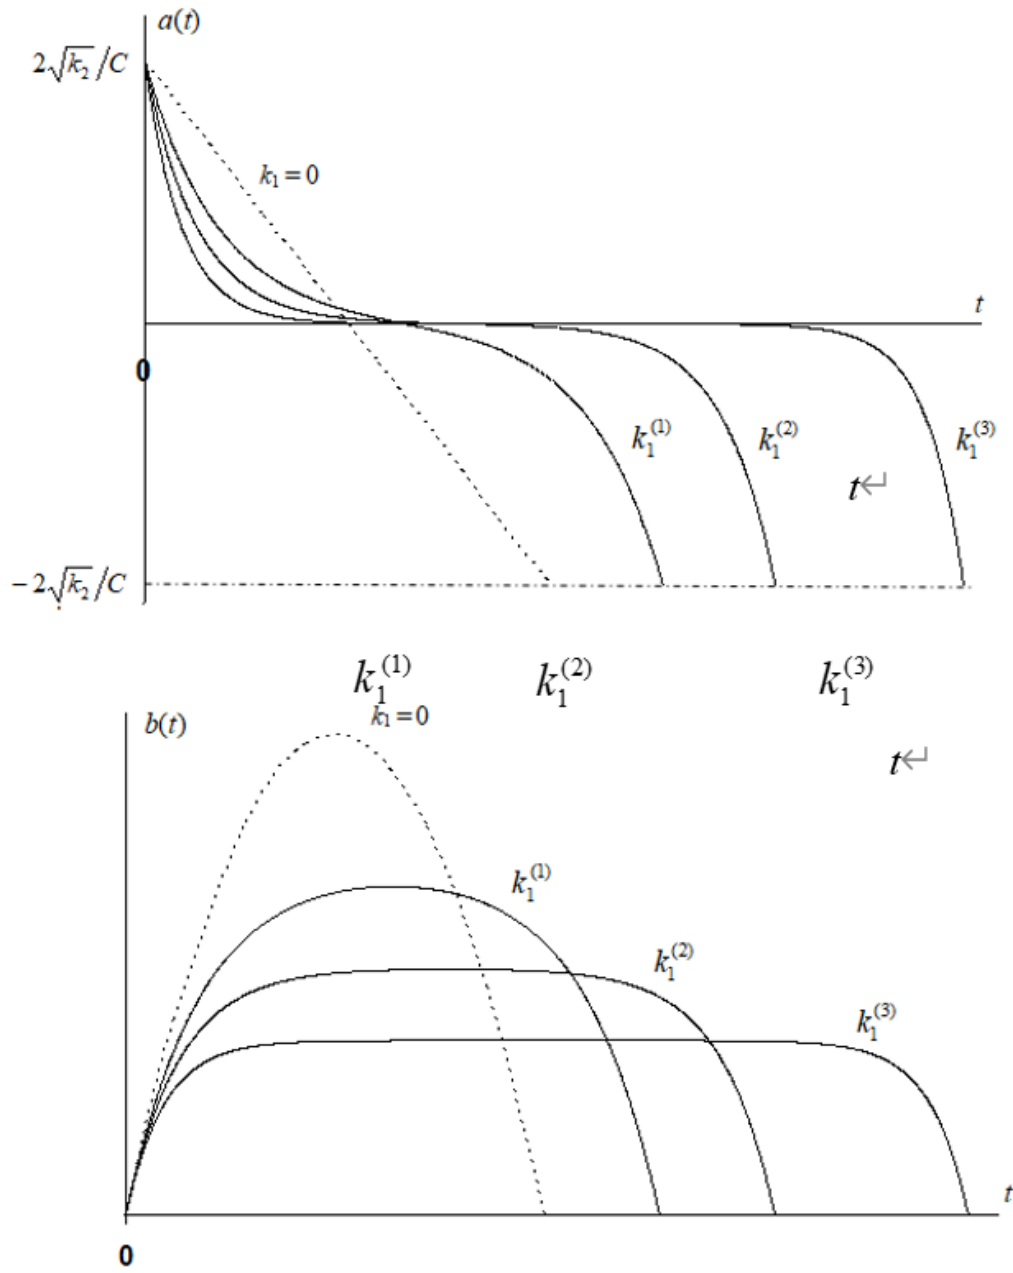 a(t)
2√k₂/C
k₁ = 0
t
0
k₁⁽¹⁾
k₁⁽²⁾
k₁⁽³⁾
t↵
−2√k₂/C
k₁⁽¹⁾
k₁⁽²⁾
k₁⁽³⁾
b(t)
k₁ = 0
t↵
k₁⁽¹⁾
k₁⁽²⁾
k₁⁽³⁾
t
0